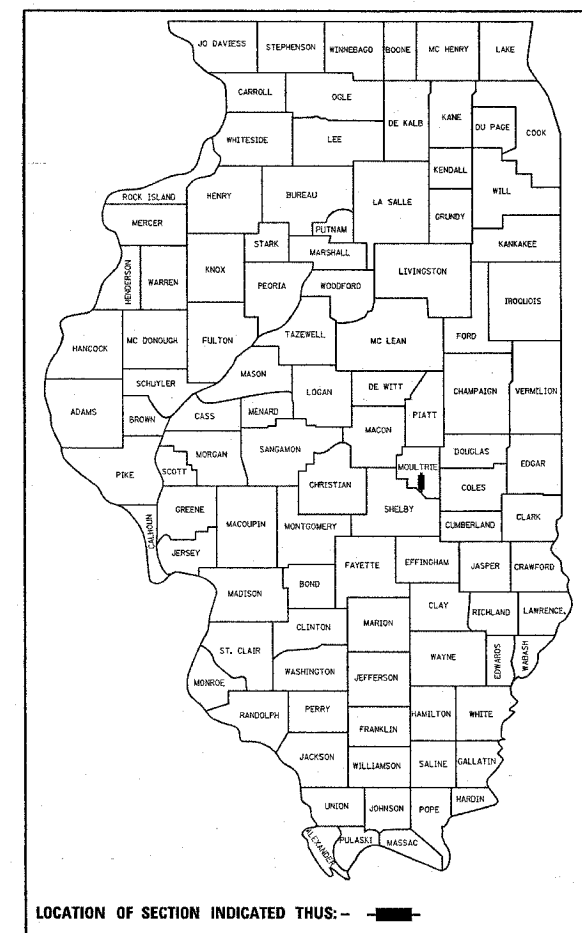 JO DAVIESS STEPHENSON WINNEBAGO BOONE MC HENRY LAKE
CARROLL OGLE DE KALB KANE DU PAGE COOK
WHITESIDE LEE KENDALL WILL
ROCK ISLAND HENRY BUREAU LA SALLE GRUNDY
MERCER PUTNAM KANKAKEE
HENDERSON WARREN KNOX STARK MARSHALL LIVINGSTON
PEORIA WOODFORD IROQUOIS
HANCOCK MC DONOUGH FULTON TAZEWELL MC LEAN FORD
SCHUYLER MASON LOGAN DE WITT CHAMPAIGN VERMILION
ADAMS BROWN CASS MENARD MACON PIATT
MORGAN SANGAMON DOUGLAS EDGAR
PIKE SCOTT CHRISTIAN MOULTRIE COLES
GREENE MACOUPIN MONTGOMERY SHELBY CUMBERLAND CLARK
CALHOUN JERSEY
FAYETTE EFFINGHAM JASPER CRAWFORD
MADISON BOND CLAY RICHLAND LAWRENCE
CLINTON MARION
ST. CLAIR WAYNE EDWARDS WABASH
WASHINGTON JEFFERSON
MONROE
RANDOLPH PERRY HAMILTON WHITE
FRANKLIN
JACKSON WILLIAMSON SALINE GALLATIN
UNION JOHNSON POPE HARDIN
ALEXANDER PULASKI MASSAC
LOCATION OF SECTION INDICATED THUS:-